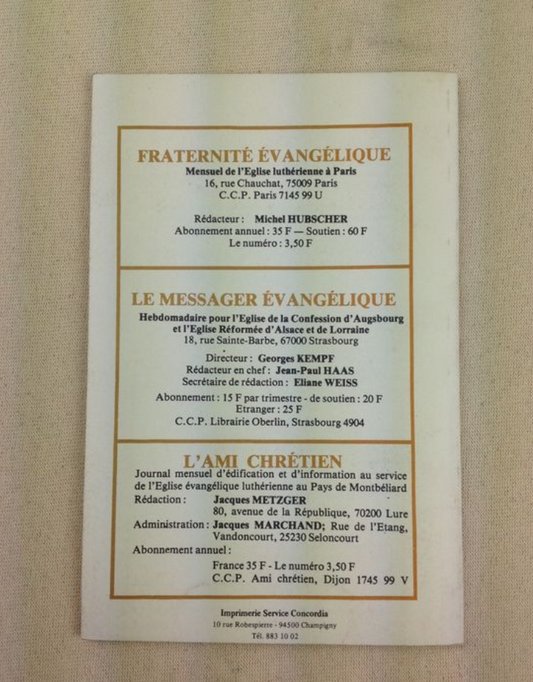 FRATERNITÉ ÉVANGÉLIQUE
Mensuel de l'Eglise luthérienne à Paris
16, rue Chauchat, 75009 Paris
C.C.P. Paris 7145 99 U
Rédacteur : Michel HUBSCHER
Abonnement annuel : 35 F — Soutien : 60 F
Le numéro : 3,50 F
LE MESSAGER ÉVANGÉLIQUE
Hebdomadaire pour l'Eglise de la Confession d'Augsbourg
et l'Eglise Réformée d'Alsace et de Lorraine
18, rue Sainte-Barbe, 67000 Strasbourg
Directeur : Georges KEMPF
Rédacteur en chef : Jean-Paul HAAS
Secrétaire de rédaction : Eliane WEISS
Abonnement : 15 F par trimestre - de soutien : 20 F
Etranger : 25 F
C.C.P. Librairie Oberlin, Strasbourg 4904
L'AMI CHRÉTIEN
Journal mensuel d'édification et d'information au service
de l'Eglise évangélique luthérienne au Pays de Montbéliard
Rédaction : Jacques METZGER
80, avenue de la République, 70200 Lure
Administration : Jacques MARCHAND; Rue de l'Etang,
Vandoncourt, 25230 Seloncourt
Abonnement annuel :
France 35 F - Le numéro 3,50 F
C.C.P. Ami chrétien, Dijon 1745 99 V
Imprimerie Service Concordia
10 rue Robespierre - 94500 Champigny
Tél. 883 10 02